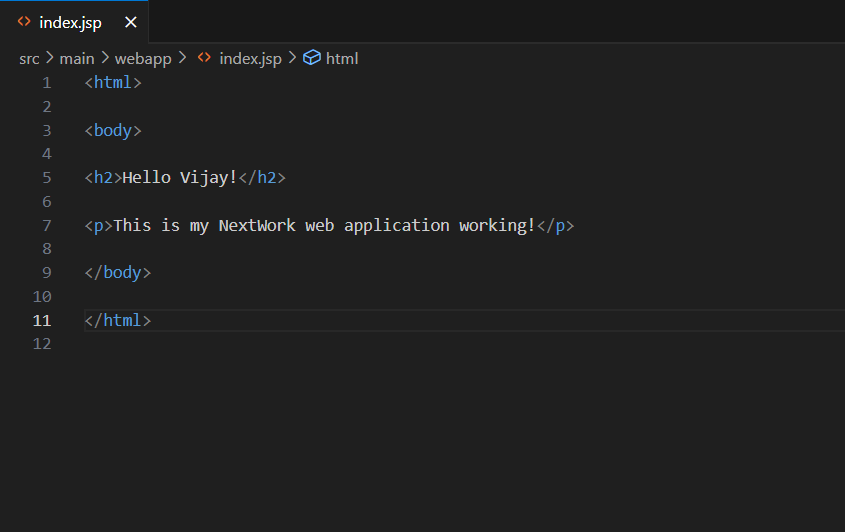 index.jsp
src > main > webapp > index.jsp > html
1 <html>
2
3 <body>
4
5 <h2>Hello Vijay!</h2>
6
7 <p>This is my NextWork web application working!</p>
8
9 </body>
10
11 </html>
12